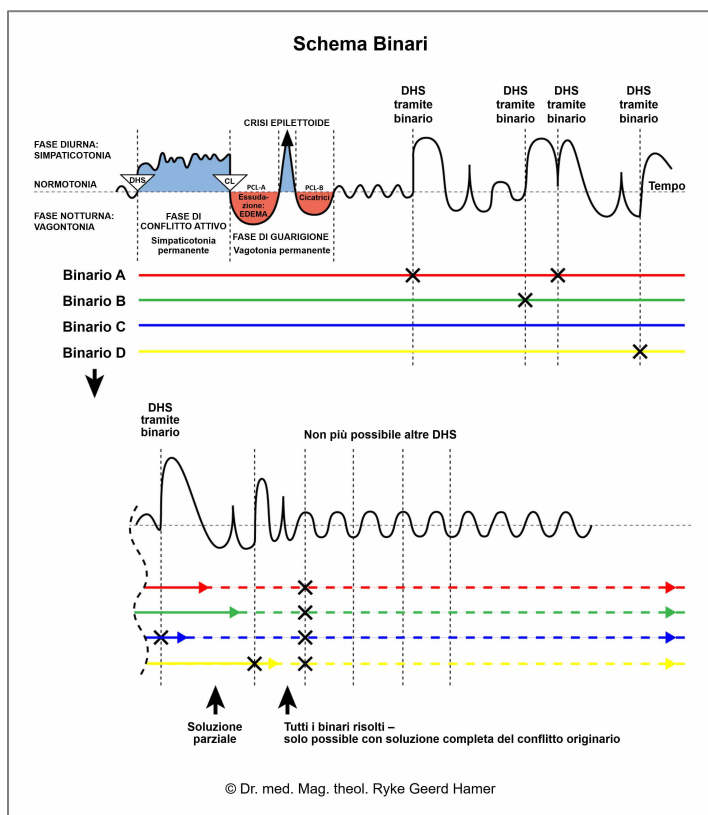 Schema Binari
DHS
tramite
binario
DHS
tramite
binario
DHS
tramite
binario
DHS
tramite
binario
CRISI EPILETTOIDE
FASE DIURNA:
SIMPATICOTONIA
NORMOTONIA
FASE NOTTURNA:
VAGONTONIA
DHS
CL
PCL-A
Essuda-
zione:
EDEMA
PCL-B
Cicatrici
Tempo
FASE DI
CONFLITTO ATTIVO
Simpaticotonia
permanente
FASE DI GUARIGIONE
Vagotonia permanente
Binario A
Binario B
Binario C
Binario D
DHS
tramite
binario
Non più possibile altre DHS
Soluzione
parziale
Tutti i binari risolti –
solo possible con soluzione completa del conflitto originario
© Dr. med. Mag. theol. Ryke Geerd Hamer